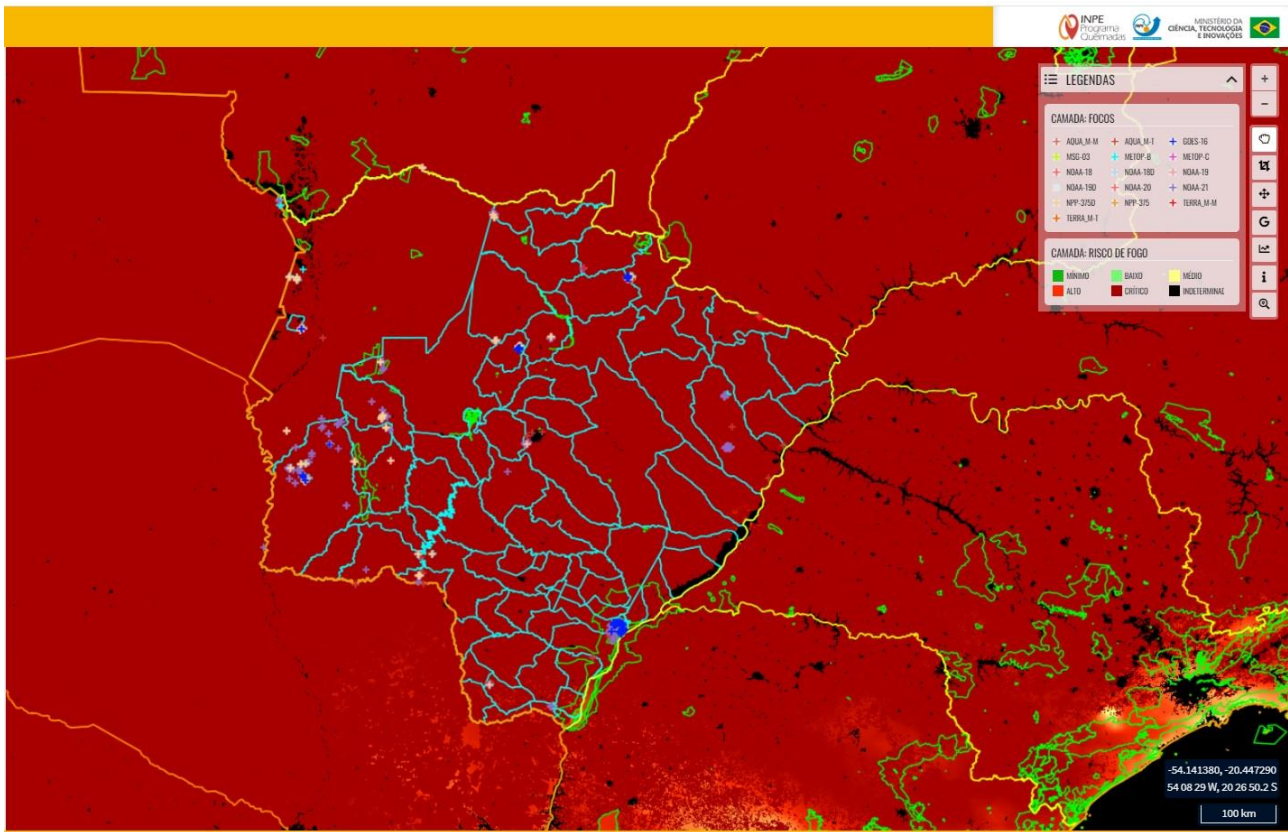 INPE
Programa
Queimadas
MINISTÉRIO DA
CIÊNCIA, TECNOLOGIA
E INOVAÇÕES
LEGENDAS
CAMADA: FOCOS
AQUA_M-M AQUA_M-T GOES-16
MSG-03 METOP-B METOP-C
NOAA-18 NOAA-18D NOAA-19
NOAA-19D NOAA-20 NOAA-21
NPP-375D NPP-375 TERRA_M-M
TERRA_M-T
CAMADA: RISCO DE FOGO
MÍNIMO BAIXO MÉDIO
ALTO CRÍTICO INDETERMINAD
+
−
G
i
-54.141380, -20.447290
54 08 29 W, 20 26 50.2 S
100 km